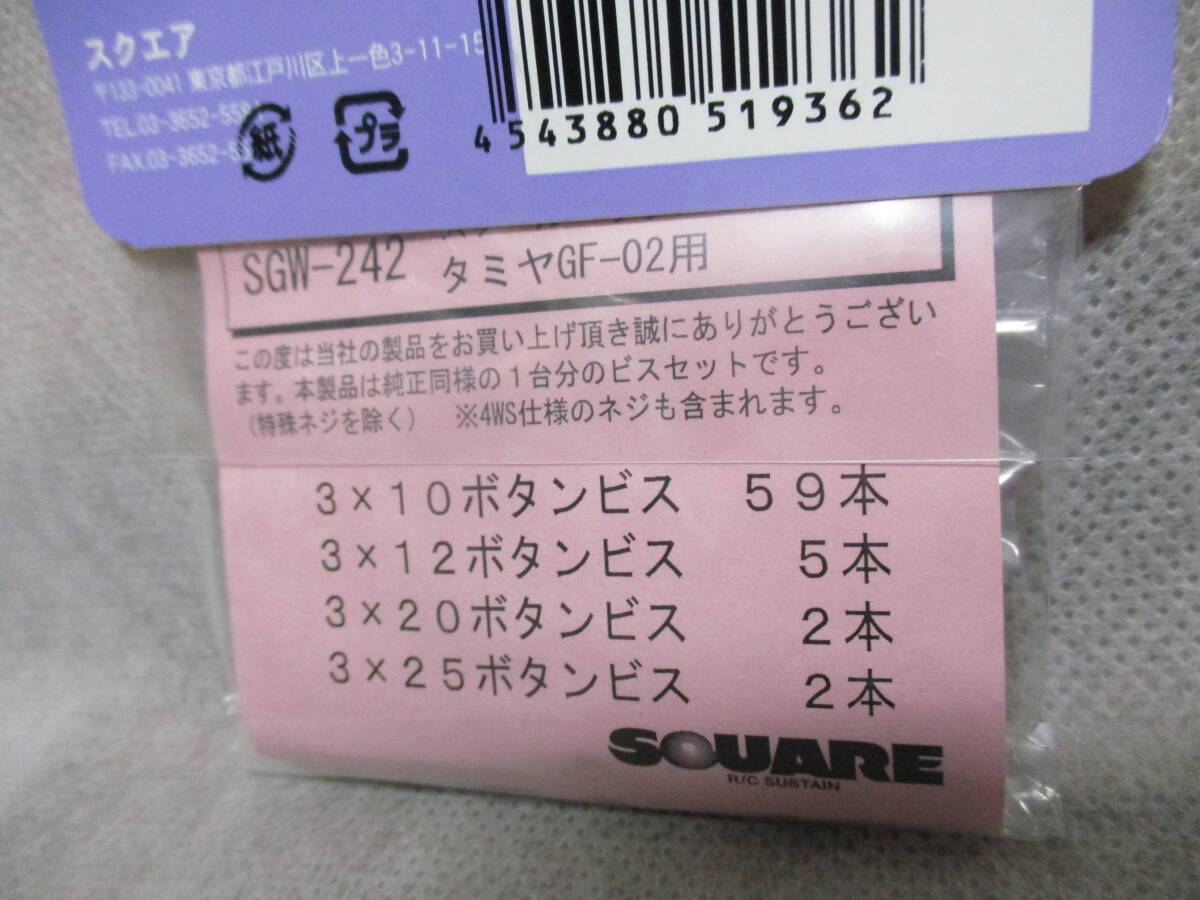 スクエア
〒133-0041 東京都江戸川区上一色3-11-15
TEL.03-3652-558
FAX.03-3652-5
紙
プラ
4 543880 519362
SGW-242
タミヤGF-02用
この度は当社の製品をお買い上げ頂き誠にありがとうござい
ます。本製品は純正同様の1台分のビスセットです。
(特殊ネジを除く) ※4WS仕様のネジも含まれます。
3×10ボタンビス 59本
3×12ボタンビス 5本
3×20ボタンビス 2本
3×25ボタンビス 2本
SQUARE
R/C SUSTAIN